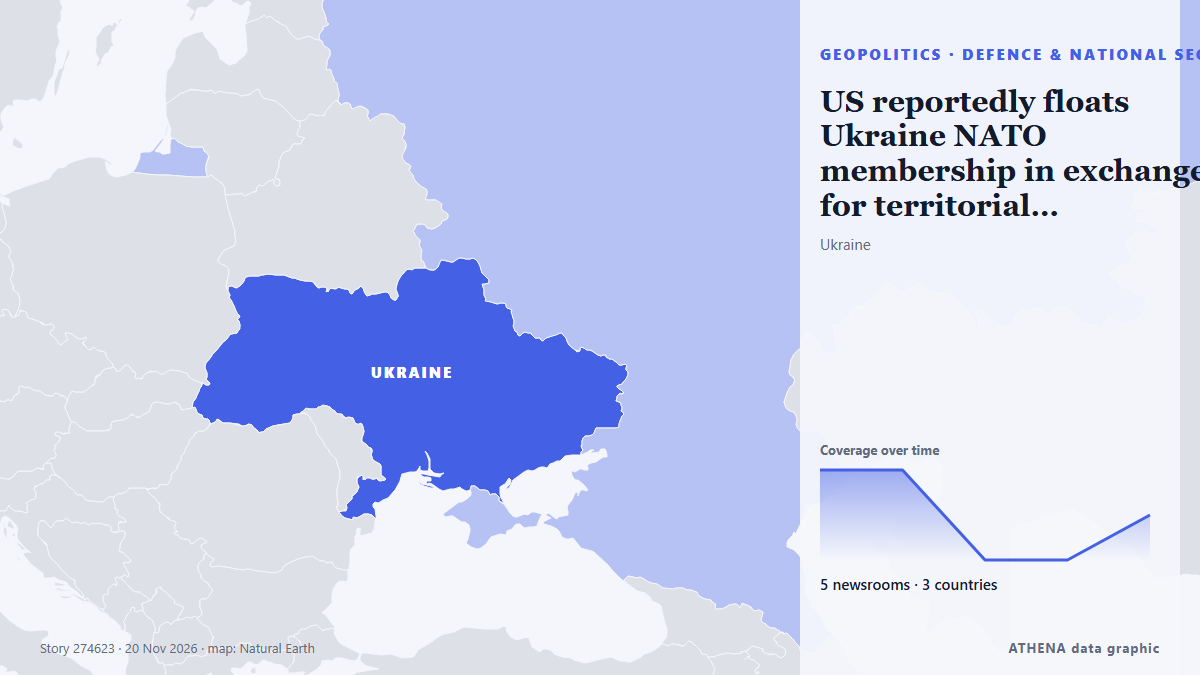 GEOPOLITICS · DEFENCE & NATIONAL
US reportedly floats
Ukraine NATO
membership in exchange
for territorial...
Ukraine
UKRAINE
Coverage over time
5 newsrooms · 3 countries
Story 274623 · 20 Nov 2026 · map: Natural Earth
ATHENA data graphic